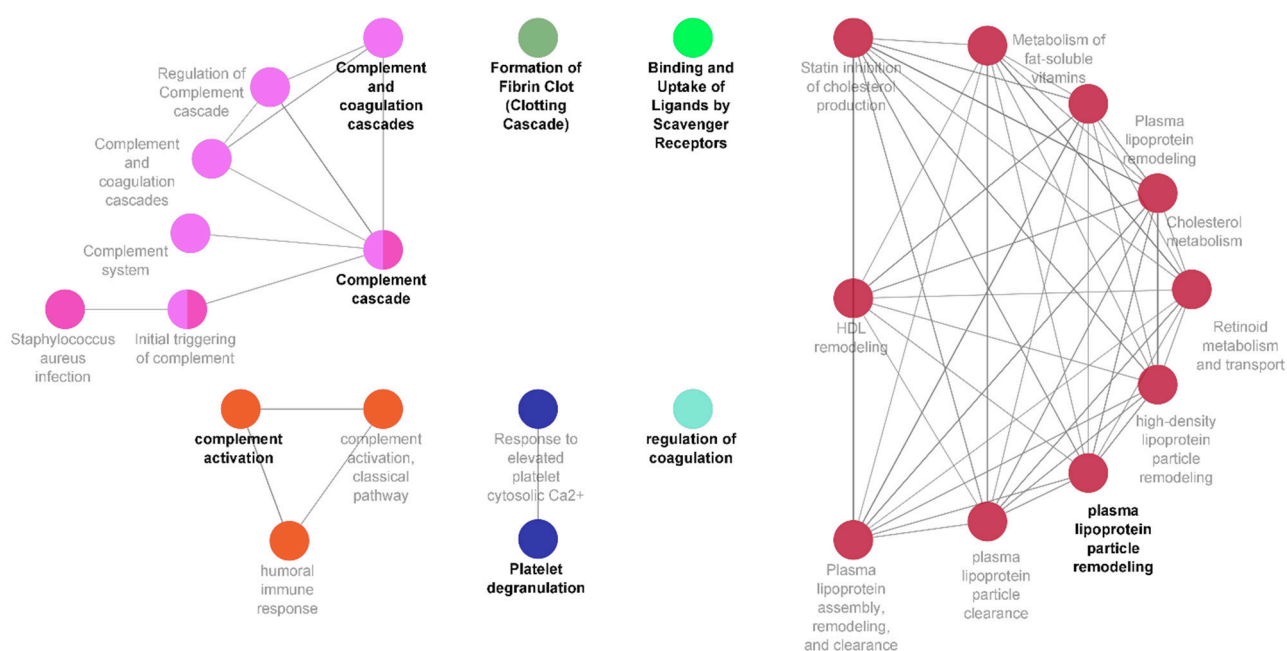 Complement
and
coagulation
cascades
Regulation of
Complement
cascade
Complement
and
coagulation
cascades
Complement
system
Complement
cascade
Staphylococcus
aureus
infection
Initial triggering
of complement
Formation of
Fibrin Clot
(Clotting
Cascade)
Binding and
Uptake of
Ligands by
Scavenger
Receptors
Statin inhibition
of cholesterol
production
Metabolism of
fat-soluble
vitamins
Plasma
lipoprotein
remodeling
Cholesterol
metabolism
HDL
remodeling
Retinoid
metabolism
and transport
high-density
lipoprotein
particle
remodeling
plasma
lipoprotein
particle
remodeling
plasma
lipoprotein
particle
clearance
Plasma
lipoprotein
assembly,
remodeling,
and clearance
complement
activation
complement
activation,
classical
pathway
humoral
immune
response
Response to
elevated
platelet
cytosolic Ca2+
Platelet
degranulation
regulation of
coagulation